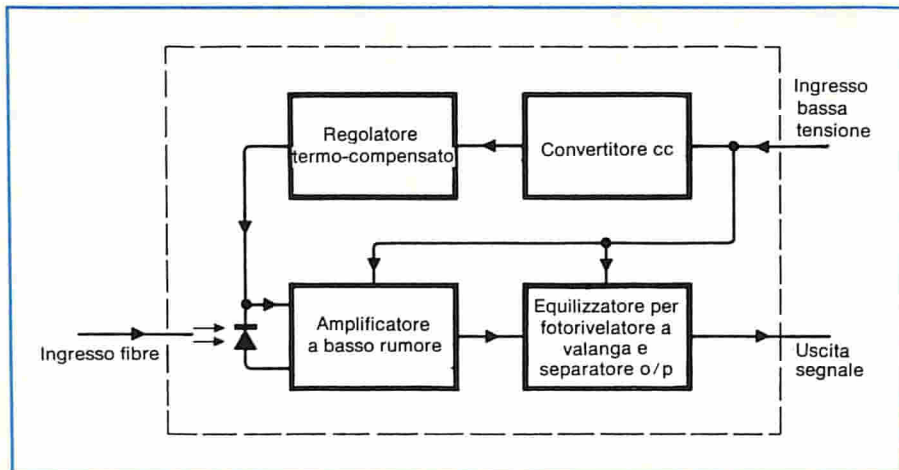 Ingresso
bassa
tensione
Regolatore
termo-compensato
Convertitore cc
Ingresso fibre
Amplificatore
a basso rumore
Equilizzatore per
fotorivelatore a
valanga e
separatore o/p
Uscita
segnale